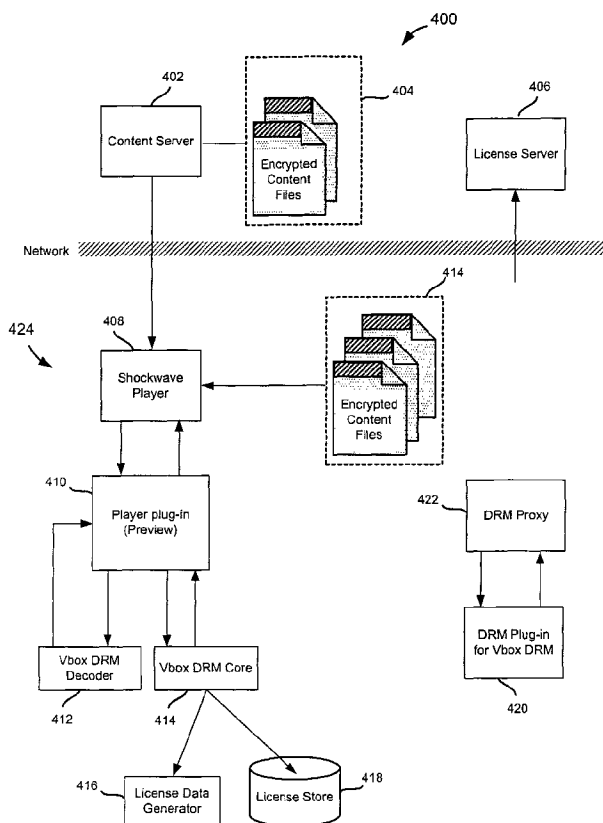 400
402
404
406
Content Server
Encrypted
Content
Files
License Server
Network
414
424
408
Shockwave
Player
Encrypted
Content
Files
410
Player plug-in
(Preview)
422
DRM Proxy
Vbox DRM
Decoder
Vbox DRM Core
DRM Plug-in
for Vbox DRM
412
414
420
416
License Data
Generator
License Store
418